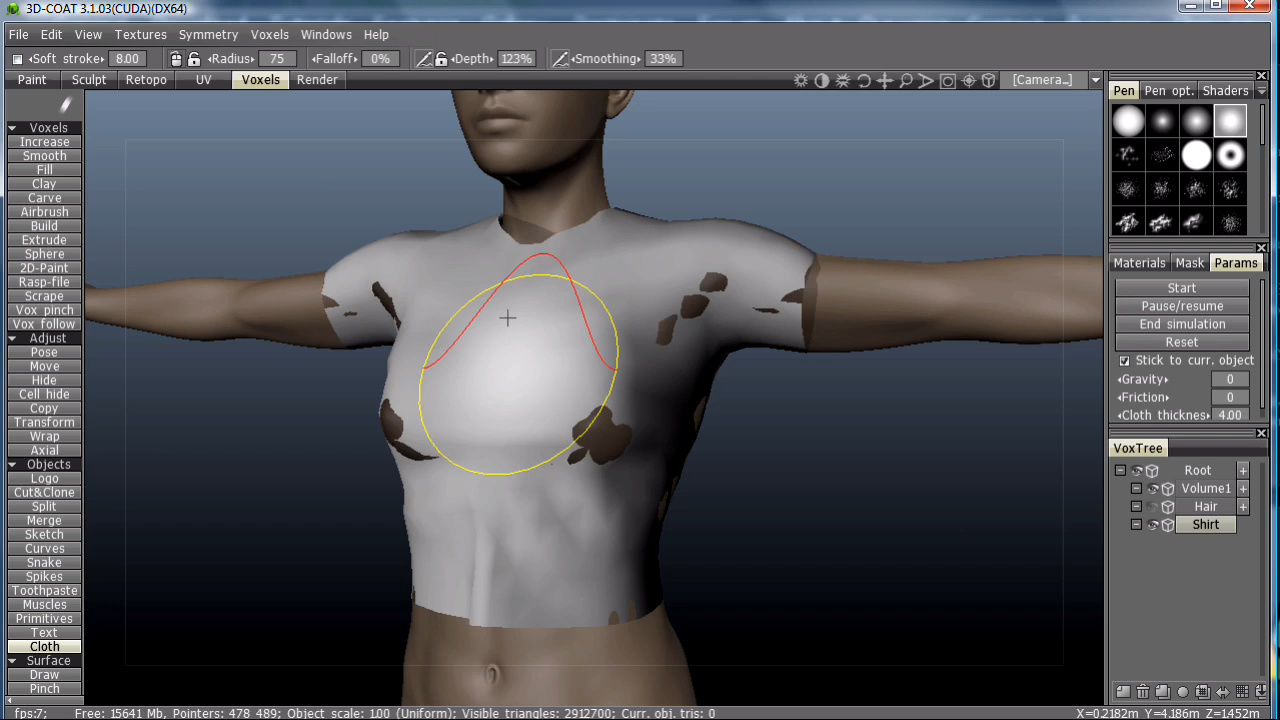 3D-COAT 3.1.03(CUDA)(DX64)
File Edit View Textures Symmetry Voxels Windows Help
Soft stroke 8.00 Radius 75 Falloff 0% Depth 123% Smoothing 33%
Paint Sculpt Retopo UV Voxels Render [Camera_]
Voxels
Increase
Smooth
Fill
Clay
Carve
Airbrush
Build
Extrude
Sphere
2D-Paint
Rasp-file
Scrape
Vox pinch
Vox follow
Adjust
Pose
Move
Hide
Cell hide
Copy
Transform
Wrap
Axial
Objects
Logo
Cut&Clone
Split
Merge
Sketch
Curves
Snake
Spikes
Toothpaste
Muscles
Primitives
Text
Cloth
Surface
Draw
Pinch
Pen Pen opt. Shaders
Materials Mask Params
Start
Pause/resume
End simulation
Reset
Stick to curr. object
Gravity 0
Friction 0
Cloth thicknes 4.00
VoxTree
Root +
Volume1 +
Hair +
Shirt
fps:7; Free: 15641 Mb, Pointers: 478 489; Object scale: 1.00 (Uniform); Visible triangles: 2912700; Curr. obj. tris: 0 X=0.2182m Y=4.186m Z=1452m